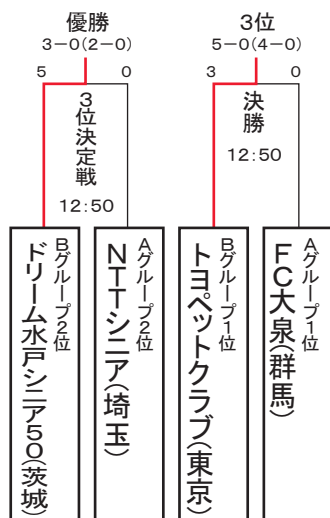 優勝
3−0(2−0)
5 0
3位決定戦
12:50
Bグループ2位
ドリーム水戸シニア50(茨城)
Aグループ2位
NTTシニア(埼玉)
3位
5−0(4−0)
3 0
決勝
12:50
Bグループ1位
トヨペットクラブ(東京)
Aグループ1位
FC大泉(群馬)